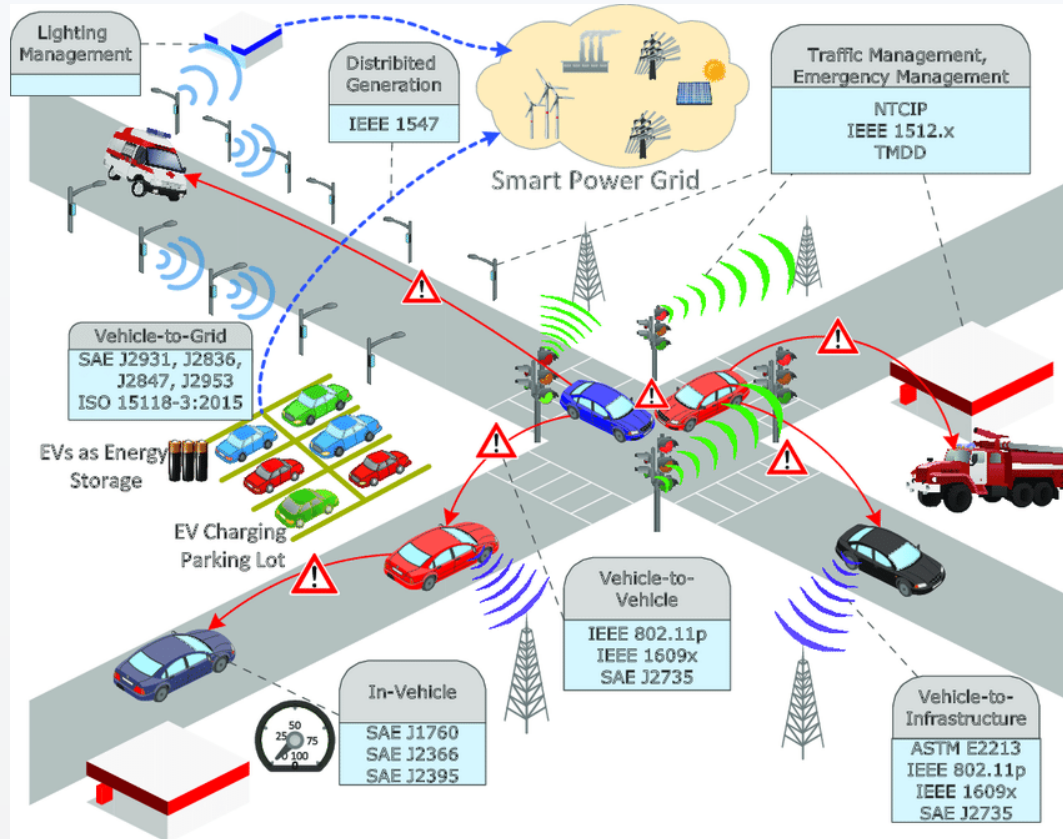 Lighting
Management
Distribited
Generation
IEEE 1547
Smart Power Grid
Traffic Management,
Emergency Management
NTCIP
IEEE 1512.x
TMDD
Vehicle-to-Grid
SAE J2931, J2836,
J2847, J2953
ISO 15118-3:2015
EVs as Energy
Storage
EV Charging
Parking Lot
Vehicle-to-
Vehicle
IEEE 802.11p
IEEE 1609x
SAE J2735
In-Vehicle
SAE J1760
SAE J2366
SAE J2395
50
25 75
0 100
0
Vehicle-to-
Infrastructure
ASTM E2213
IEEE 802.11p
IEEE 1609x
SAE J2735